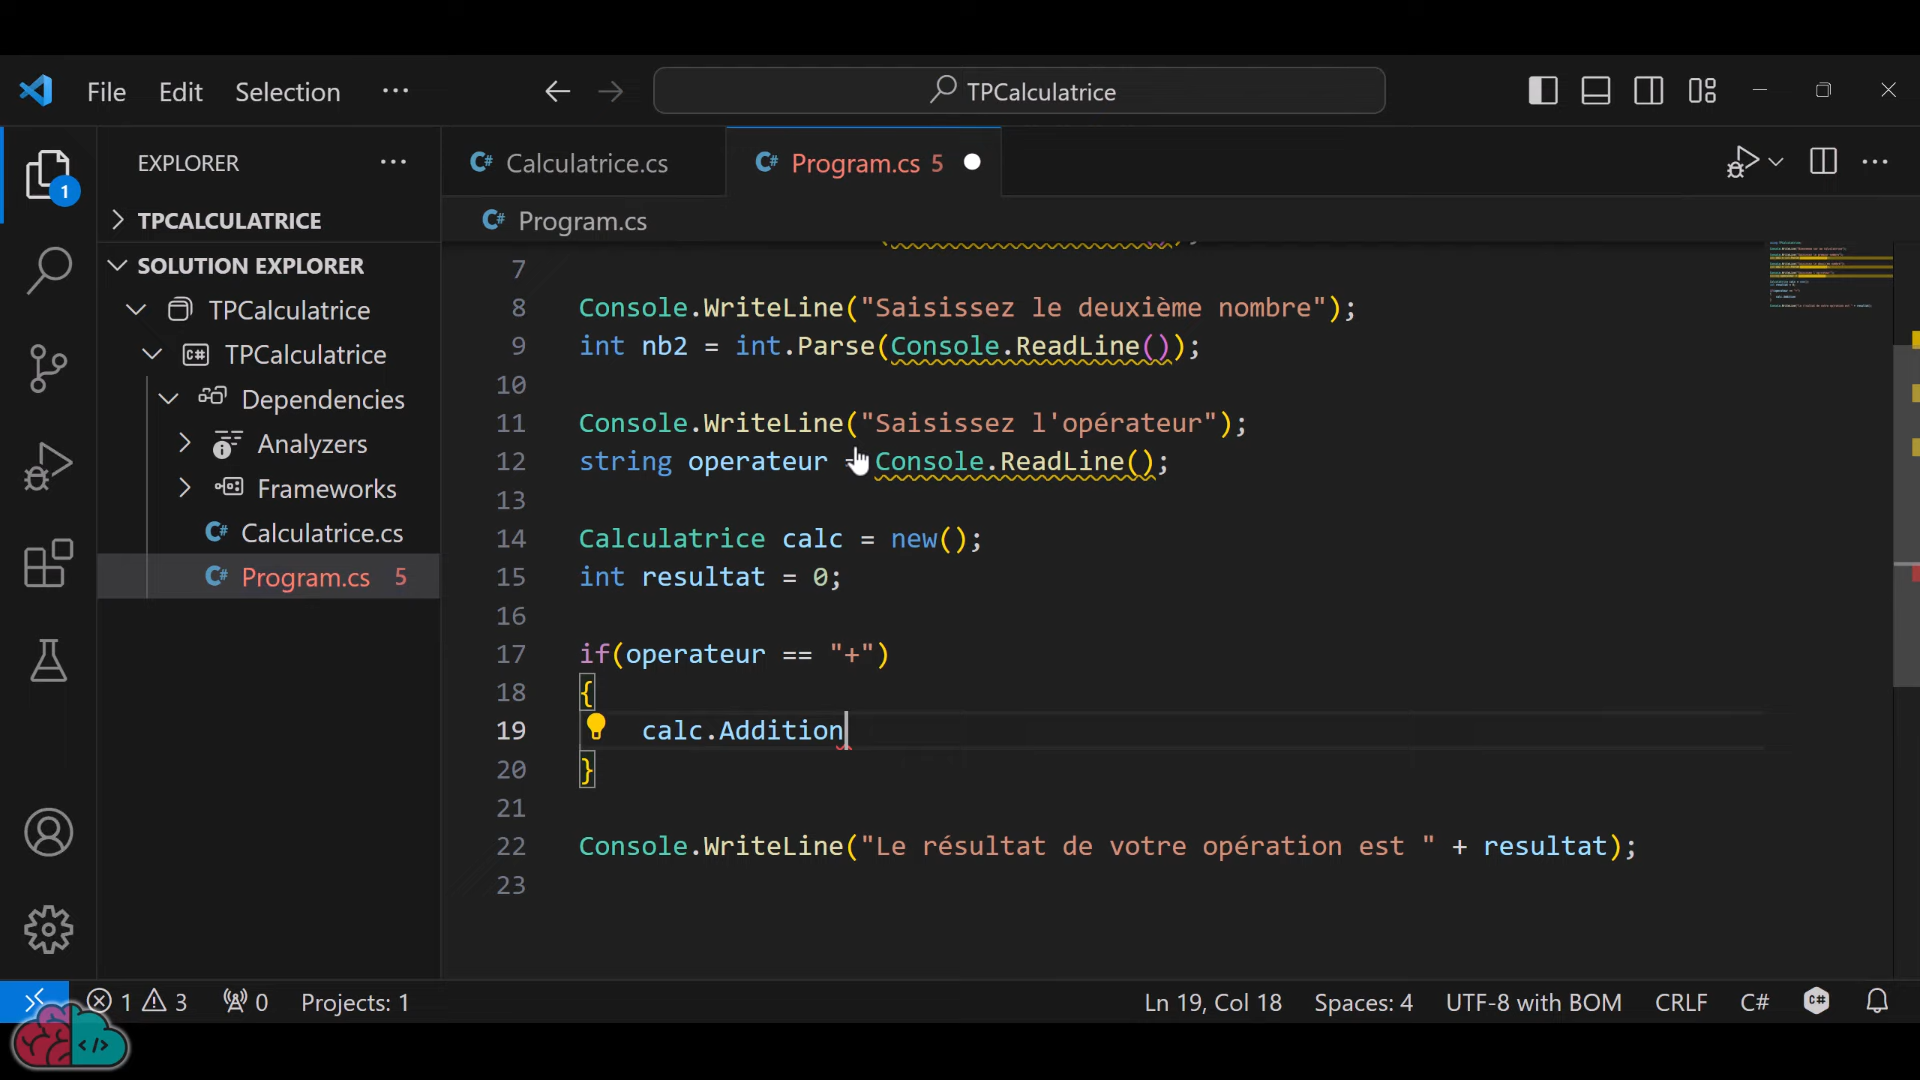 File Edit Selection ··· TPCalculatrice
EXPLORER ···
1
TPCALCULATRICE
SOLUTION EXPLORER
TPCalculatrice
TPCalculatrice
Dependencies
Analyzers
Frameworks
Calculatrice.cs
Program.cs 5
Calculatrice.cs Program.cs 5
Program.cs
7
8 Console.WriteLine("Saisissez le deuxième nombre");
9 int nb2 = int.Parse(Console.ReadLine());
10
11 Console.WriteLine("Saisissez l'opérateur");
12 string operateur = Console.ReadLine();
13
14 Calculatrice calc = new();
15 int resultat = 0;
16
17 if(operateur == "+")
18 {
19 calc.Addition
20 }
21
22 Console.WriteLine("Le résultat de votre opération est " + resultat);
23
1 3 0 Projects: 1 Ln 19, Col 18 Spaces: 4 UTF-8 with BOM CRLF C#